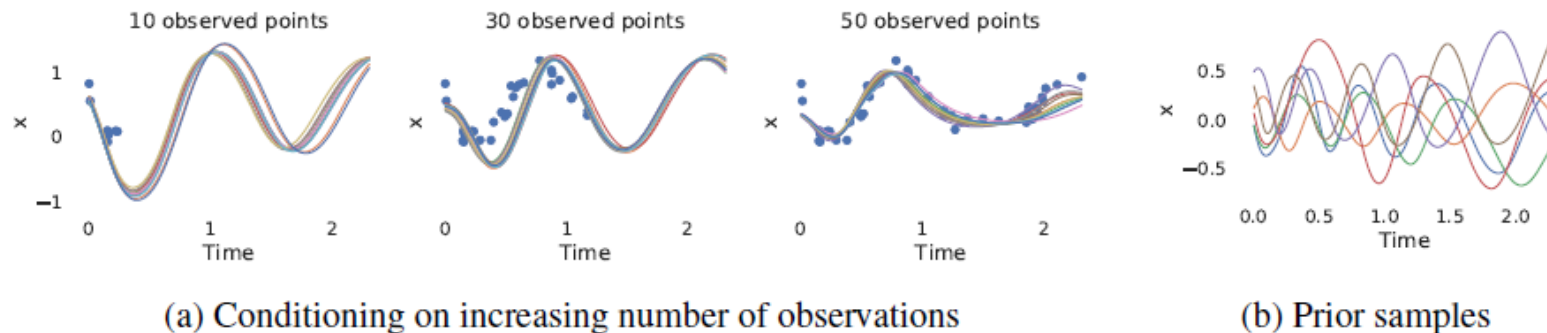 10 observed points
30 observed points
50 observed points
x
1
0
−1
0
1
2
Time
x
0
1
2
Time
x
0
1
2
Time
x
0.5
0.0
−0.5
0.0
0.5
1.0
1.5
2.0
Time
(a) Conditioning on increasing number of observations
(b) Prior samples